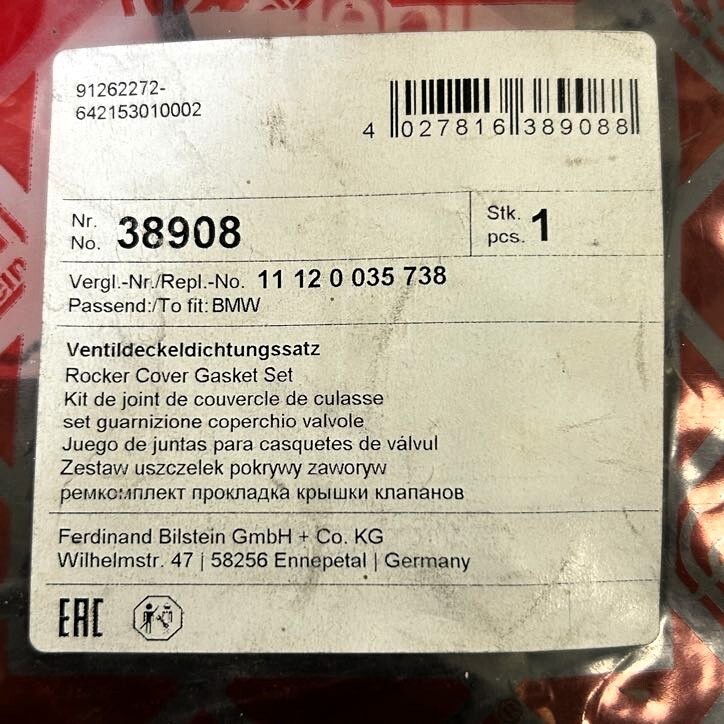 91262272-
642153010002
4 027816 389088
Nr.
No. 38908
Stk.
pcs. 1
Vergl.-Nr./Repl.-No. 11 12 0 035 738
Passend:/To fit: BMW
Ventildeckeldichtungssatz
Rocker Cover Gasket Set
Kit de joint de couvercle de culasse
set guarnizione coperchio valvole
Juego de juntas para casquetes de válvul
Zestaw uszczelek pokrywy zaworyw
ремкомплект прокладка крышки клапанов
Ferdinand Bilstein GmbH + Co. KG
Wilhelmstr. 47 | 58256 Ennepetal | Germany
EAC